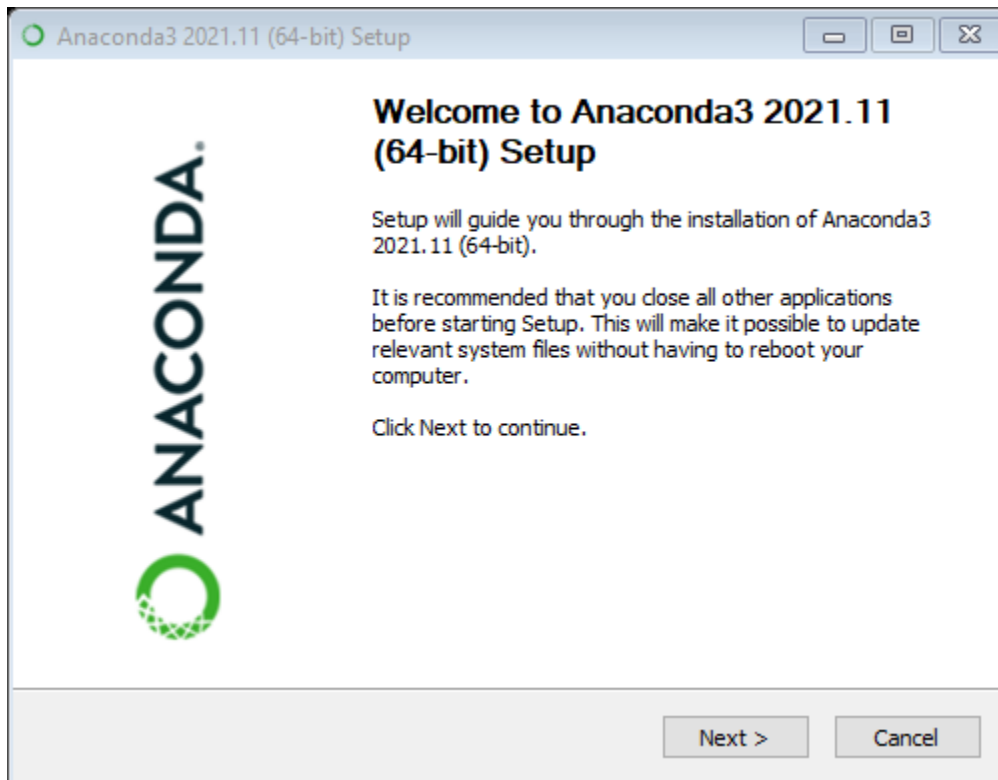 Anaconda3 2021.11 (64-bit) Setup
Welcome to Anaconda3 2021.11
(64-bit) Setup
Setup will guide you through the installation of Anaconda3
2021.11 (64-bit).
It is recommended that you close all other applications
before starting Setup. This will make it possible to update
relevant system files without having to reboot your
computer.
Click Next to continue.
ANACONDA.
Next >
Cancel